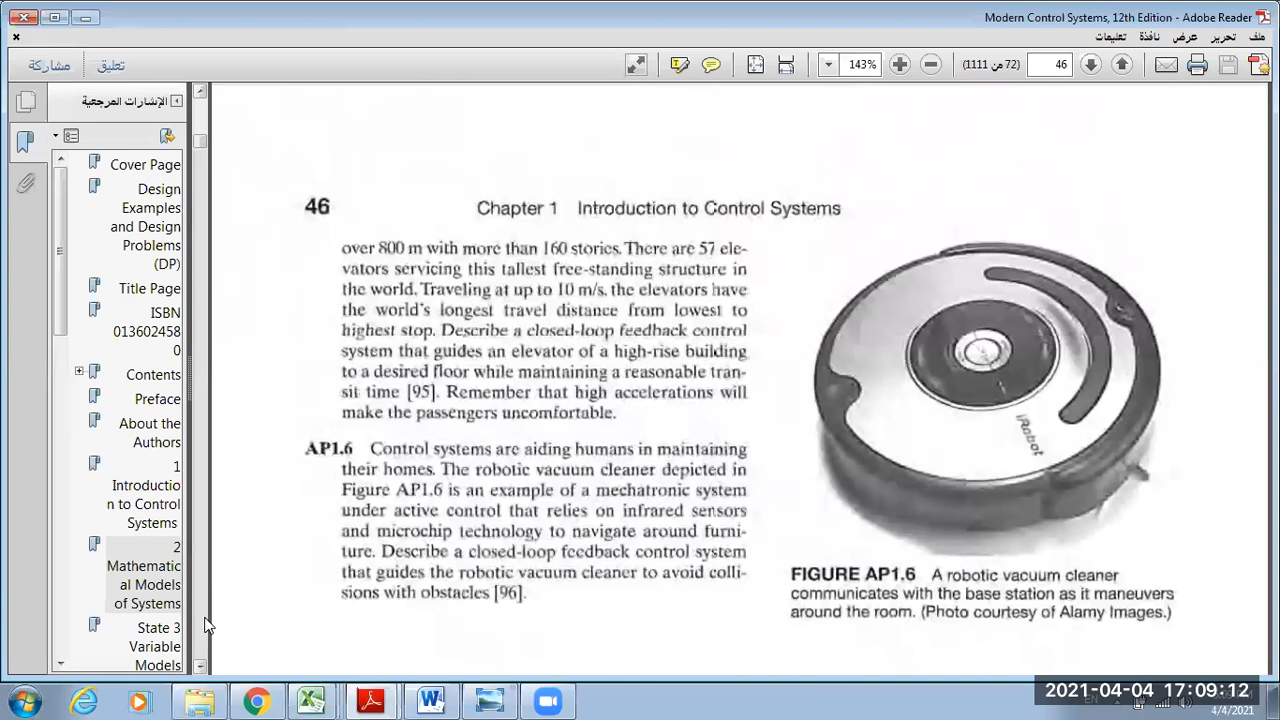 Modern Control Systems, 12th Edition - Adobe Reader
ملف تحرير عرض نافذة تعليمات
مشاركة تعليق 143% (72 من 1111) 46
الإشارات المرجعية
Cover Page
Design
Examples
and Design
Problems
(DP)
Title Page
ISBN
013602458
0
Contents
Preface
About the
Authors
1
Introductio
n to Control
Systems
2
Mathematic
al Models
of Systems
State 3
Variable
Models
46 Chapter 1 Introduction to Control Systems
over 800 m with more than 160 stories. There are 57 ele-
vators servicing this tallest free-standing structure in
the world. Traveling at up to 10 m/s, the elevators have
the world's longest travel distance from lowest to
highest stop. Describe a closed-loop feedback control
system that guides an elevator of a high-rise building
to a desired floor while maintaining a reasonable tran-
sit time [95]. Remember that high accelerations will
make the passengers uncomfortable.
AP1.6 Control systems are aiding humans in maintaining
their homes. The robotic vacuum cleaner depicted in
Figure AP1.6 is an example of a mechatronic system
under active control that relies on infrared sensors
and microchip technology to navigate around furni-
ture. Describe a closed-loop feedback control system
that guides the robotic vacuum cleaner to avoid colli-
sions with obstacles [96].
iRobot
FIGURE AP1.6 A robotic vacuum cleaner
communicates with the base station as it maneuvers
around the room. (Photo courtesy of Alamy Images.)
2021-04-04 17:09:12
EN
4/4/2021